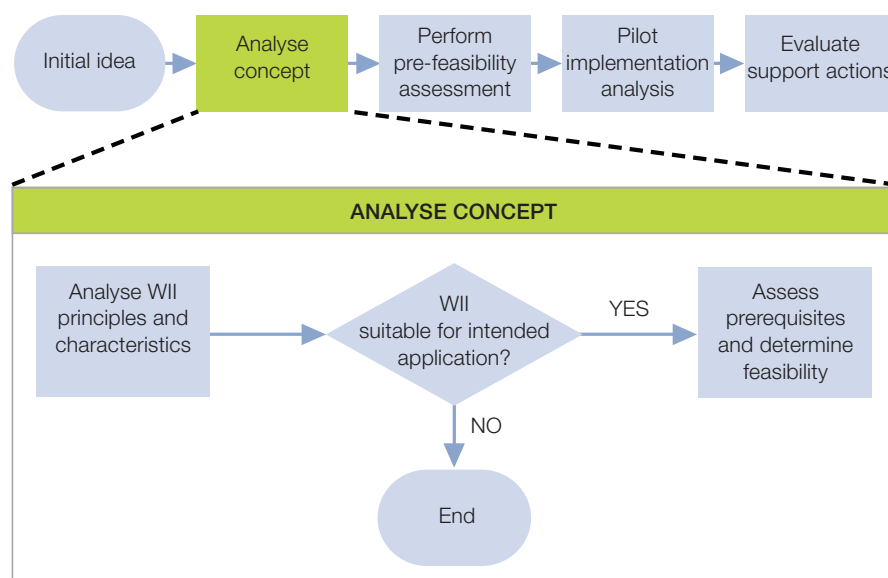 Initial idea
Analyse
concept
Perform
pre-feasibility
assessment
Pilot
implementation
analysis
Evaluate
support actions
ANALYSE CONCEPT
Analyse WII
principles and
characteristics
WII
suitable for intended
application?
YES
Assess
prerequisites
and determine
feasibility
NO
End